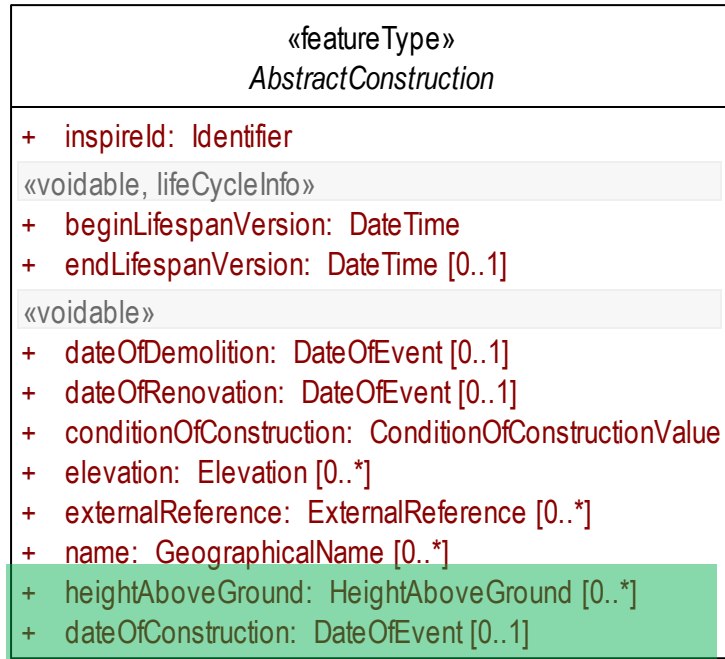 «featureType»
AbstractConstruction
+ inspireId: Identifier
«voidable, lifeCycleInfo»
+ beginLifespanVersion: DateTime
+ endLifespanVersion: DateTime [0..1]
«voidable»
+ dateOfDemolition: DateOfEvent [0..1]
+ dateOfRenovation: DateOfEvent [0..1]
+ conditionOfConstruction: ConditionOfConstructionValue
+ elevation: Elevation [0..*]
+ externalReference: ExternalReference [0..*]
+ name: GeographicalName [0..*]
+ heightAboveGround: HeightAboveGround [0..*]
+ dateOfConstruction: DateOfEvent [0..1]